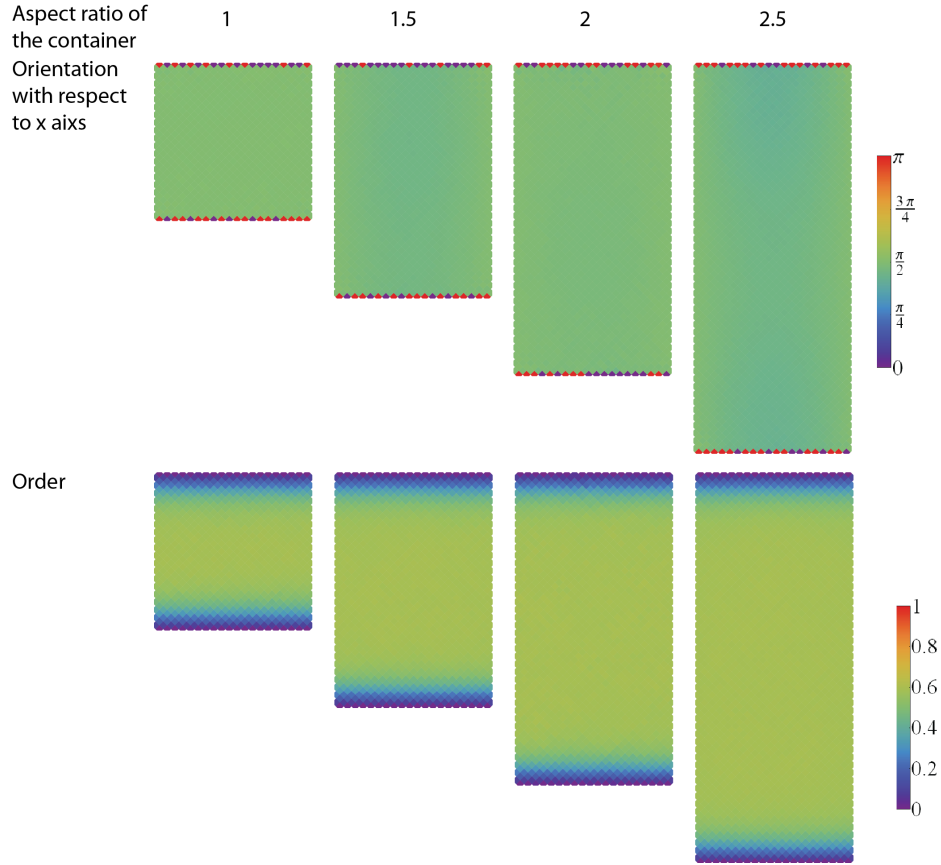 Aspect ratio of
the container
1
1.5
2
2.5
Orientation
with respect
to x aixs
π
3π/4
π/2
π/4
0
Order
1
0.8
0.6
0.4
0.2
0